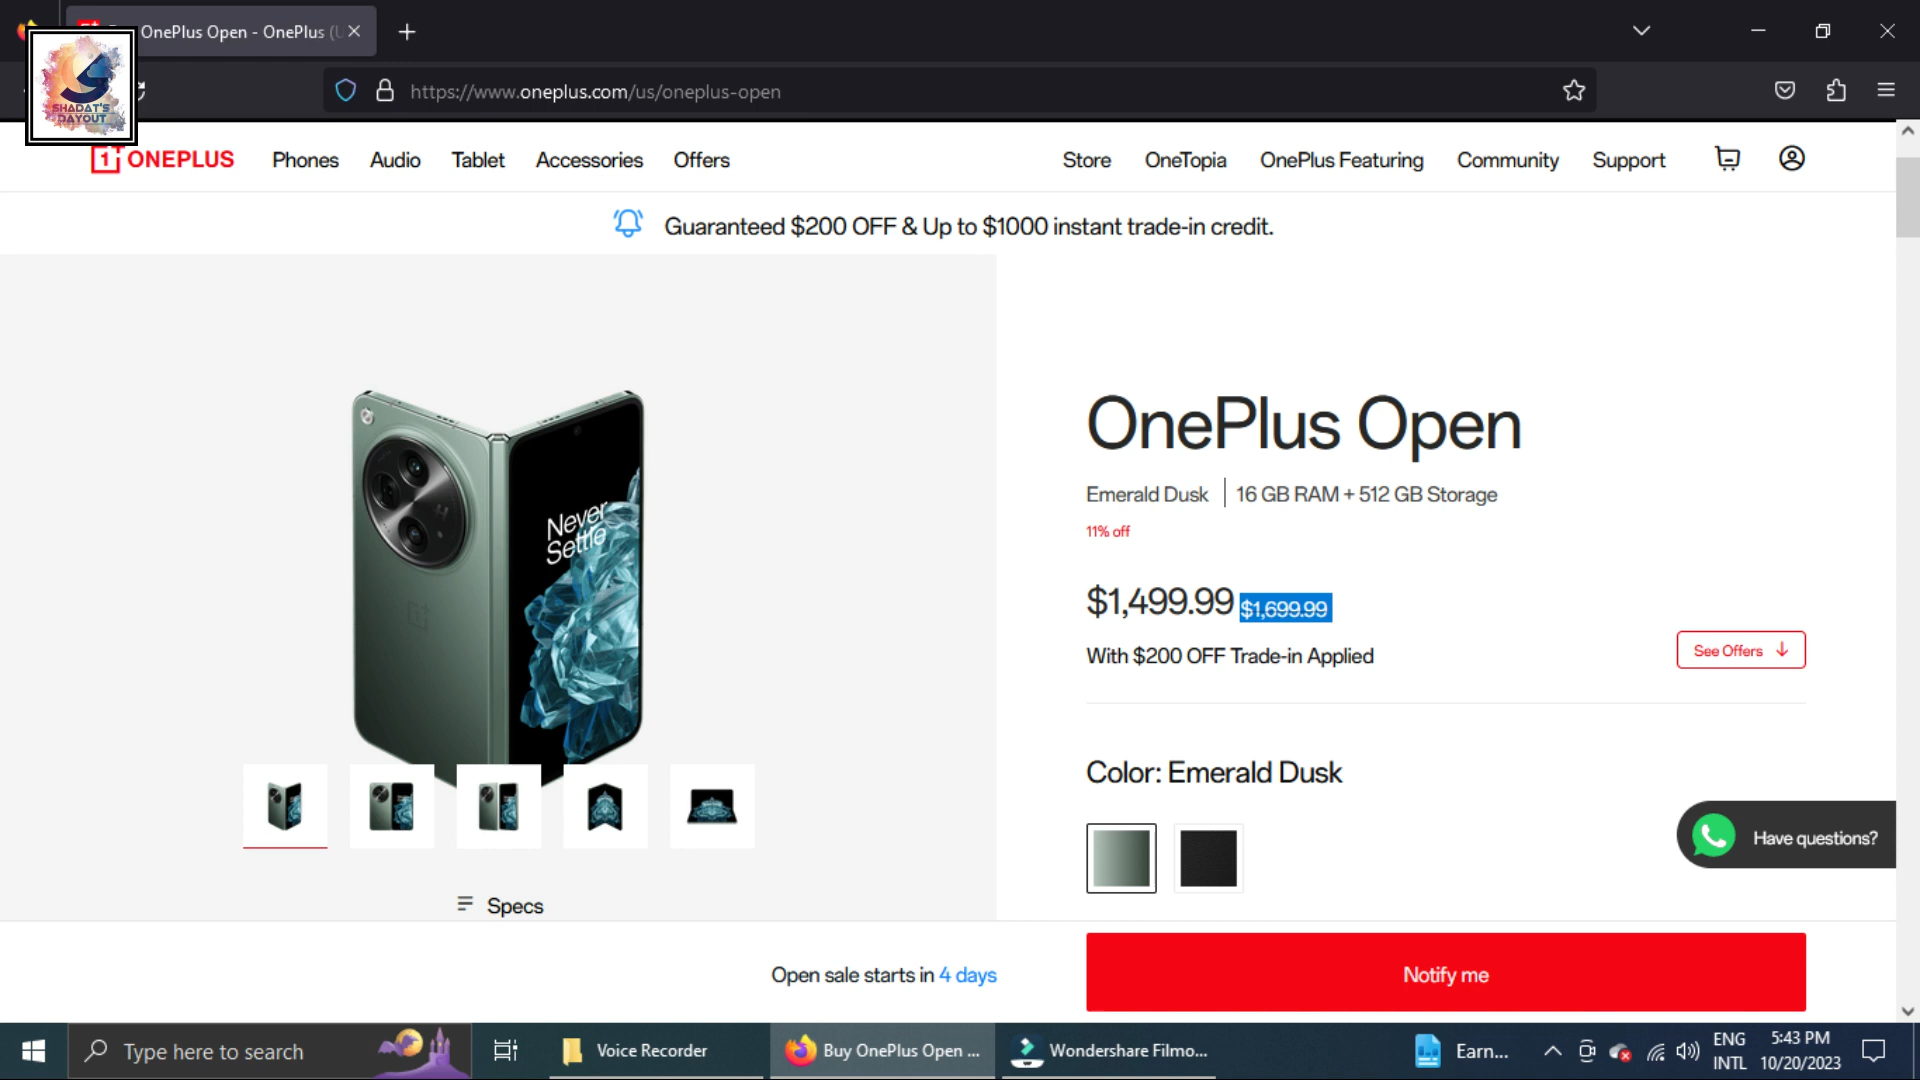 OnePlus Open - OnePlus (U
SHADAT'S
DAYOUT
https://www.oneplus.com/us/oneplus-open
1+ ONEPLUS
Phones
Audio
Tablet
Accessories
Offers
Store
OneTopia
OnePlus Featuring
Community
Support
Guaranteed $200 OFF & Up to $1000 instant trade-in credit.
Never
Settle
OnePlus Open
Emerald Dusk | 16 GB RAM + 512 GB Storage
11% off
$1,499.99 $1,699.99
With $200 OFF Trade-in Applied
See Offers ↓
Color: Emerald Dusk
Have questions?
Specs
Open sale starts in 4 days
Notify me
Type here to search
Voice Recorder
Buy OnePlus Open ...
Wondershare Filmo...
Earn...
ENG
INTL
5:43 PM
10/20/2023